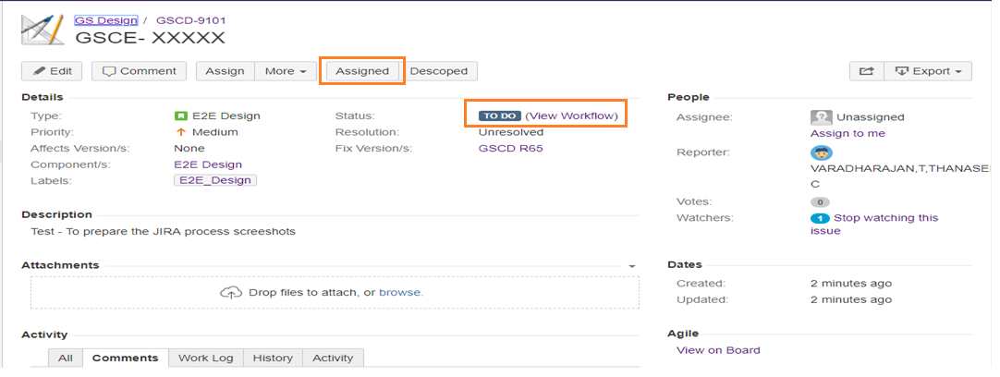 GS Design / GSCD-9101
GSCE- XXXXX
Edit Comment Assign More Assigned Descoped Export
Details
Type: E2E Design Status: TO DO (View Workflow)
Priority: Medium Resolution: Unresolved
Affects Version/s: None Fix Version/s: GSCD R65
Component/s: E2E Design
Labels: E2E_Design
Description
Test - To prepare the JIRA process screeshots
Attachments
Drop files to attach, or browse.
Activity
All Comments Work Log History Activity
People
Assignee: ? Unassigned
Assign to me
Reporter:
VARADHARAJAN,T,THANASE
C
Votes: 0
Watchers: 1 Stop watching this
issue
Dates
Created: 2 minutes ago
Updated: 2 minutes ago
Agile
View on Board